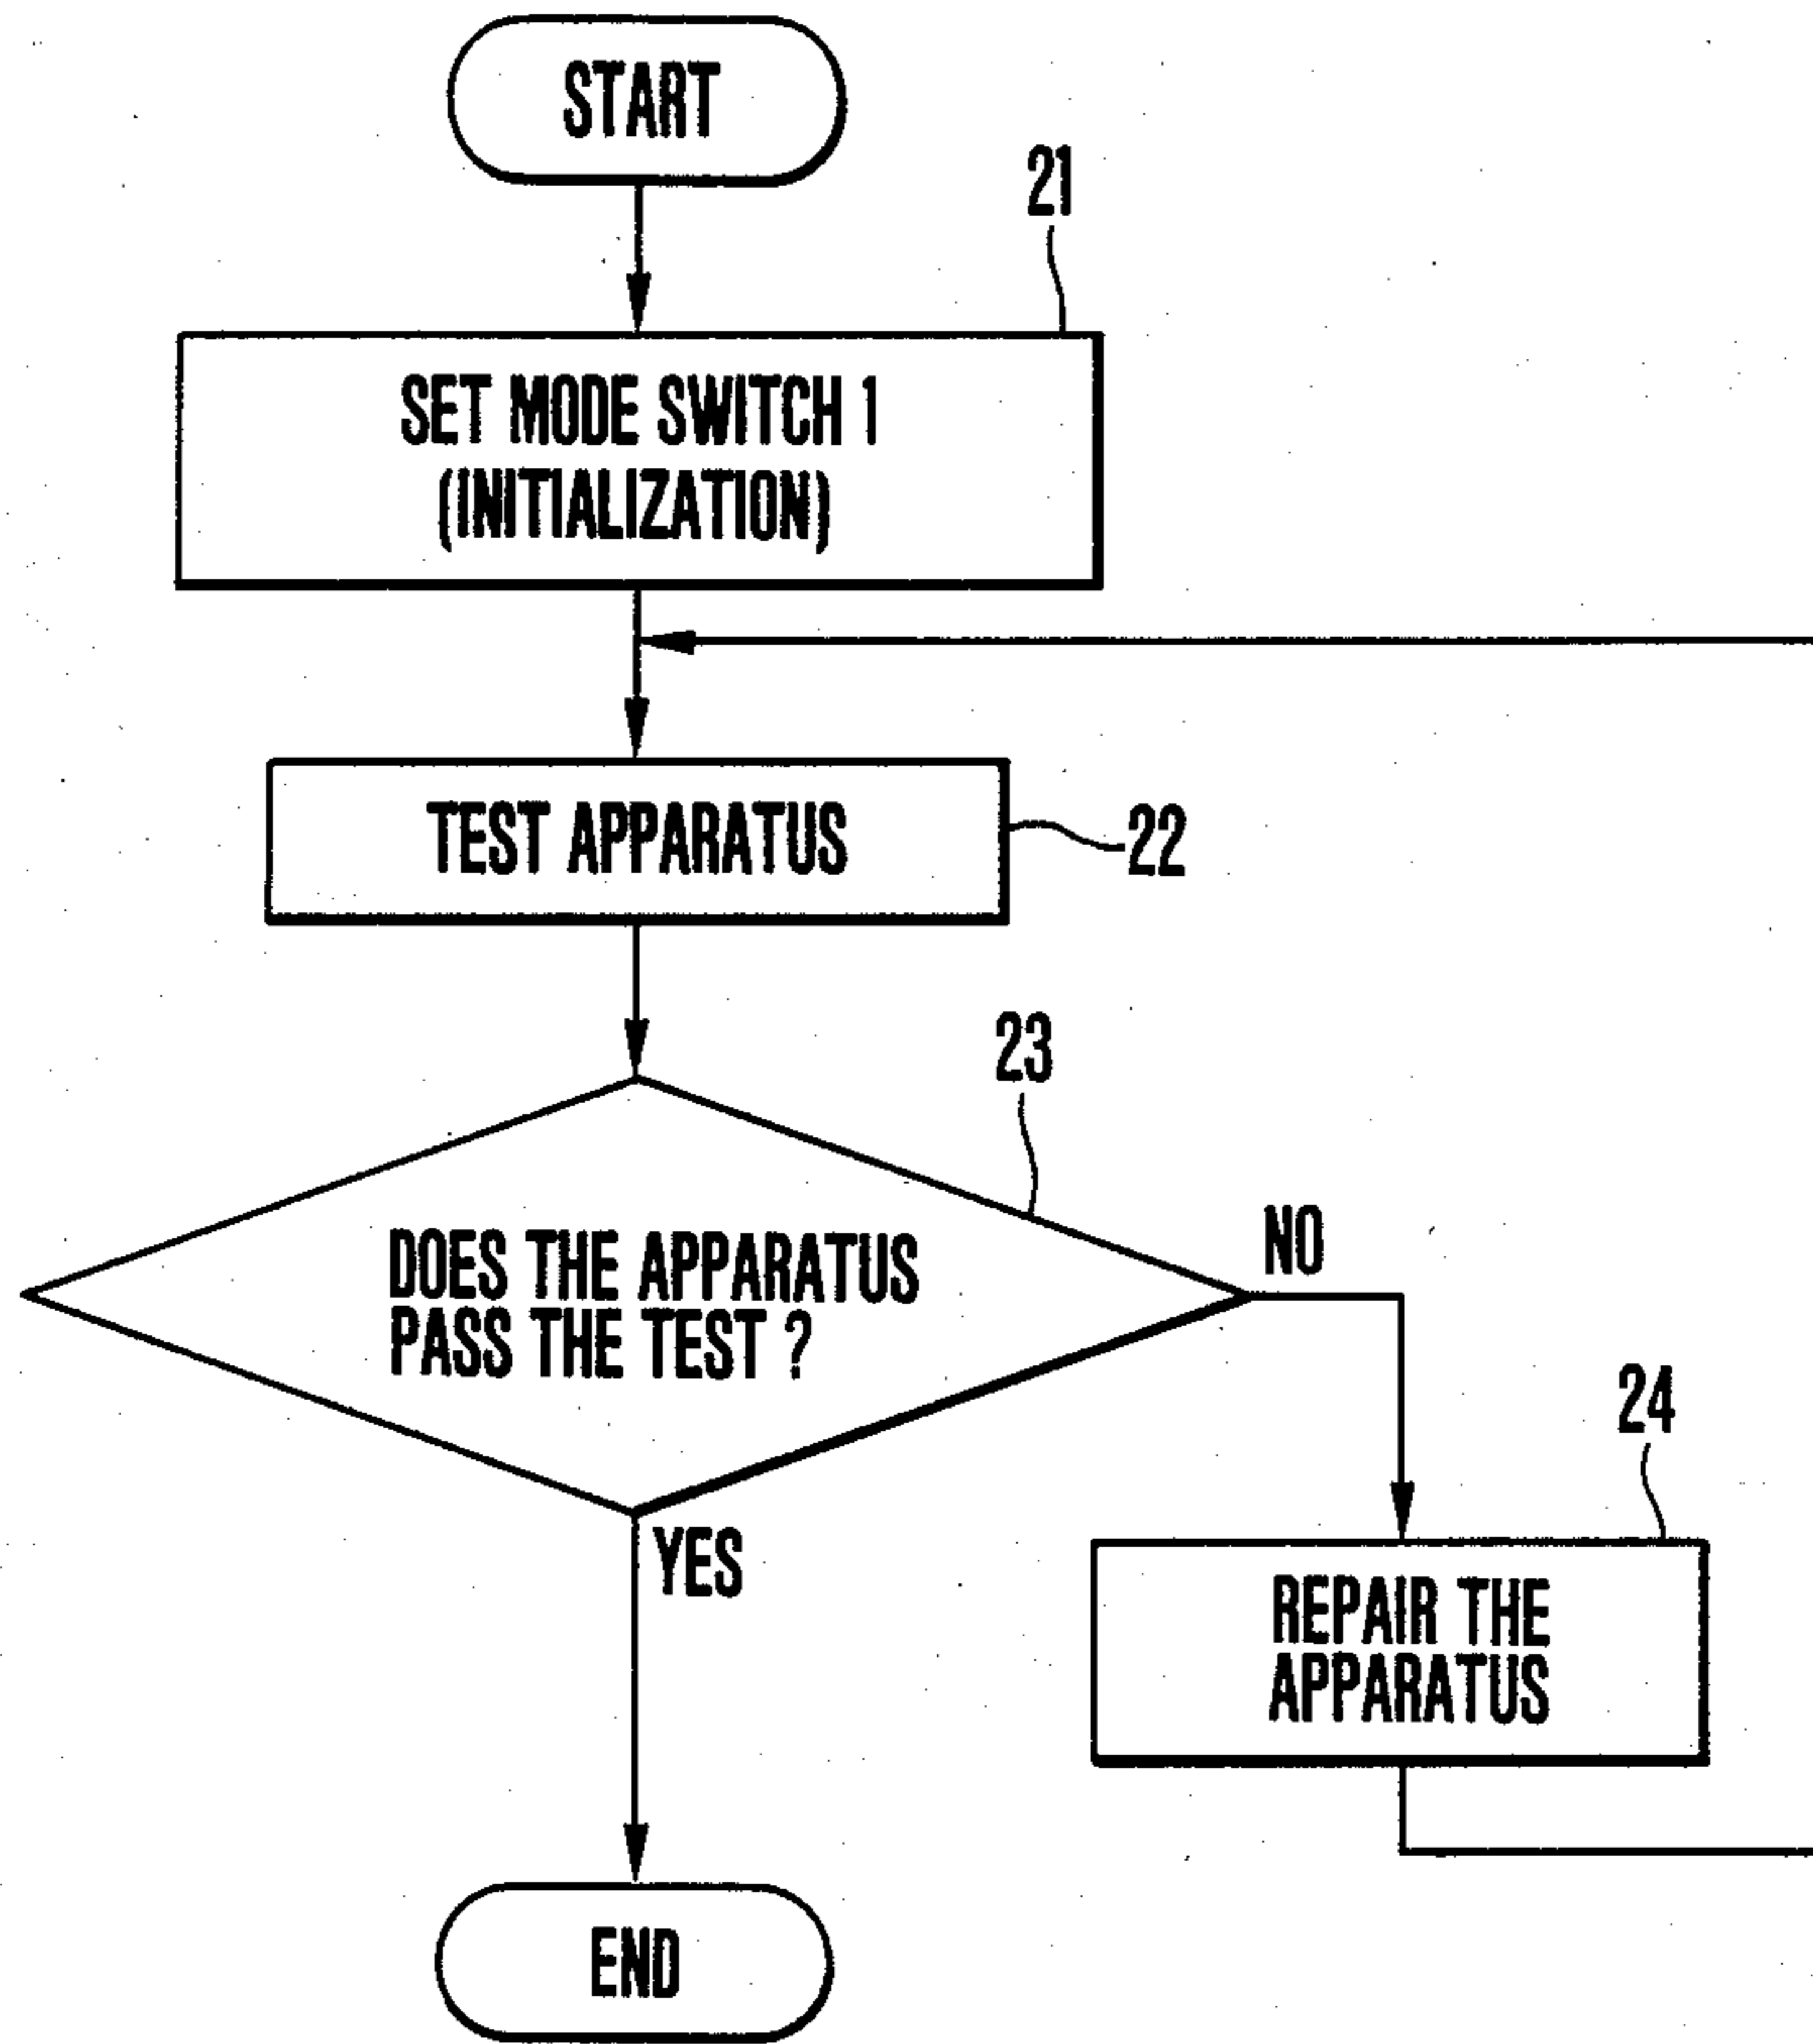 START
21
SET MODE SWITCH 1
(INITIALIZATION)
TEST APPARATUS
22
23
DOES THE APPARATUS
PASS THE TEST ?
NO
YES
24
REPAIR THE
APPARATUS
END